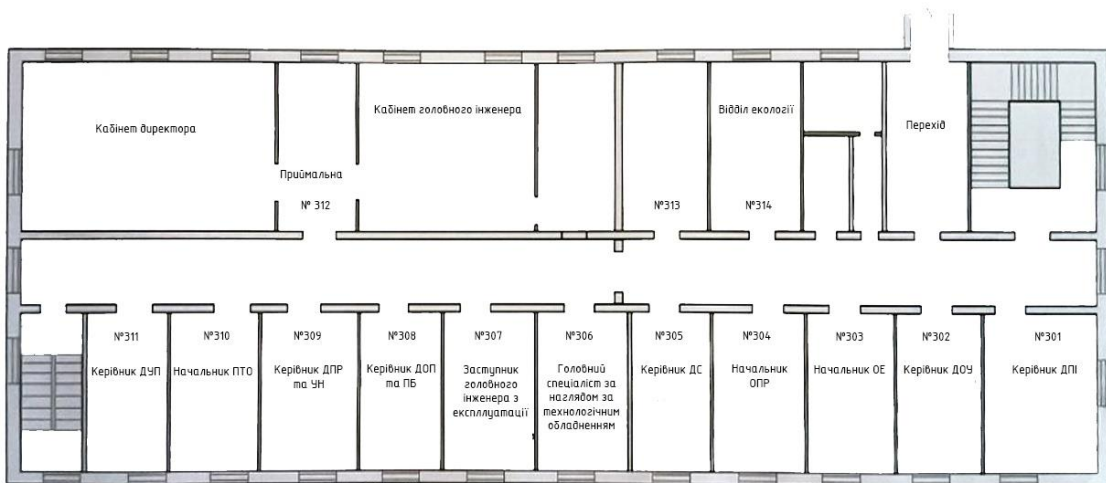 Кабінет директора
Приймальна
№ 312
Кабінет головного інженера
№313
Відділ екології
№314
Перехід
№311
Керівник ДУП
№310
Начальник ПТО
№309
Керівник ДПР
та УН
№308
Керівник ДОП
та ПБ
№307
Заступник
головного
інженера з
експллуатації
№306
Головний
спеціаліст за
наглядом за
технологічним
обладненням
№305
Керівник ДС
№304
Начальник
ОПР
№303
Начальник ОЕ
№302
Керівник ДОУ
№301
Керівник ДПІ